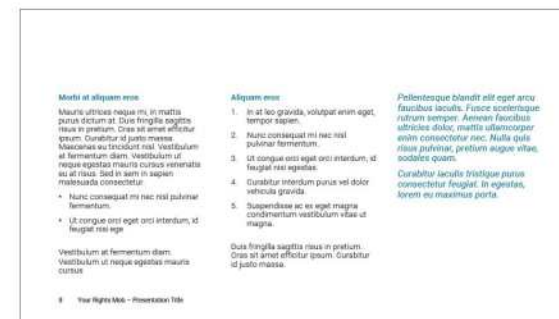 Morbi at aliquam eros
Mauris ultrices neque mi, in mattis
purus dictum at. Duis fringilla sagittis
risus in pretium. Cras sit amet efficitur
ipsum. Curabitur id justo massa.
Maecenas eu tincidunt nisl. Vestibulum
at fermentum diam. Vestibulum ut
neque egestas mauris cursus venenatis
eu at risus. Sed in sem in sapien
malesuada consectetur.
• Nunc consequat mi nec nisl pulvinar
fermentum.
• Ut congue orci eget orci interdum, id
feugiat nisi ege
Vestibulum at fermentum diam.
Vestibulum ut neque egestas mauris
cursus
Aliquam eros
1. In at leo gravida, volutpat enim eget,
tempor sapien.
2. Nunc consequat mi nec nisl
pulvinar fermentum.
3. Ut congue orci eget orci interdum, id
feugiat nisi egestas.
4. Curabitur interdum purus vel dolor
vehicula gravida.
5. Suspendisse ac ex eget magna
condimentum vestibulum vitae ut
magna.
Duis fringilla sagittis risus in pretium.
Cras sit amet efficitur ipsum. Curabitur
id justo massa.
Pellentesque blandit elit eget arcu
faucibus iaculis. Fusce scelerisque
rutrum semper. Aenean faucibus
ultricies dolor, mattis ullamcorper
enim consectetur nec. Nulla quis
risus pulvinar, pretium augue vitae,
sodales quam.
Curabitur iaculis tristique purus
consectetur feugiat. In egestas,
lorem eu maximus porta.
8 Your Rights Mob – Presentation Title